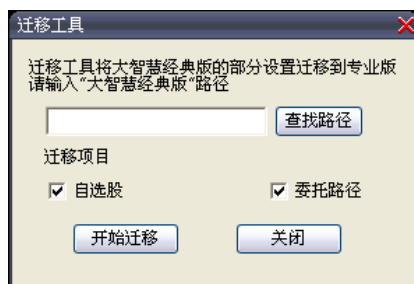 迁移工具
迁移工具将大智慧经典版的部分设置迁移到专业版
请输入"大智慧经典版"路径
查找路径
迁移项目
自选股 委托路径
开始迁移 关闭